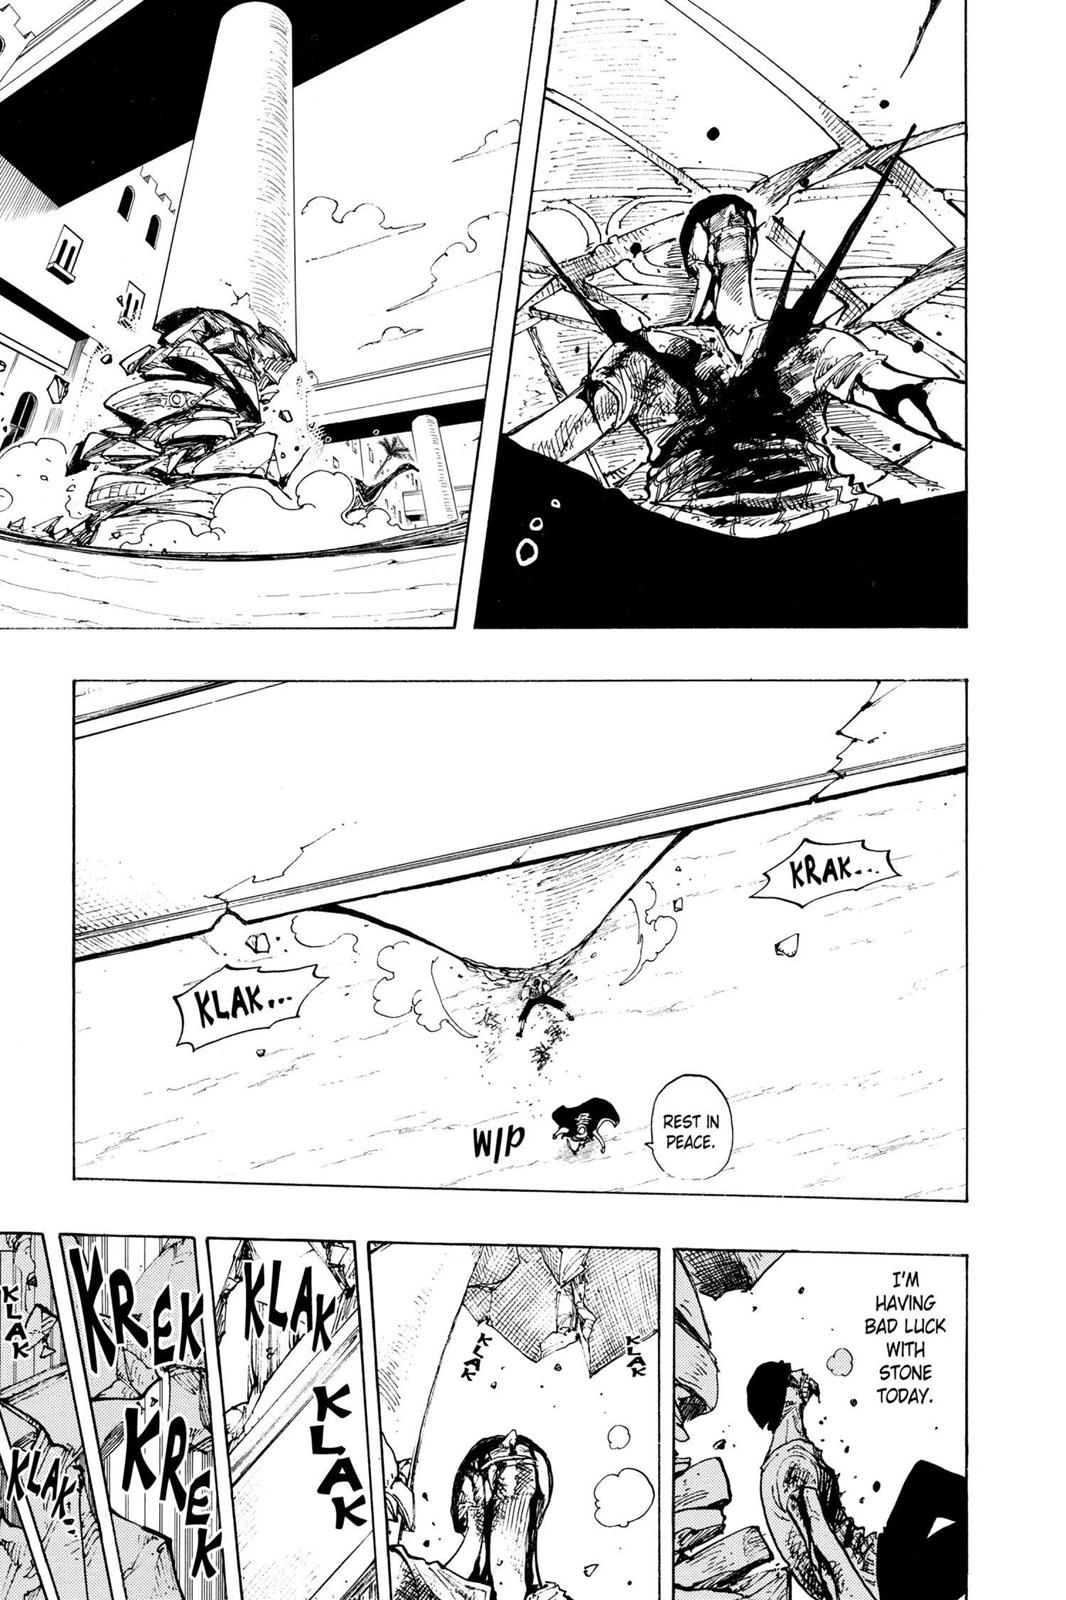 KRAK...
KLAK...
REST IN
PEACE.
WIP
I'M
HAVING
BAD LUCK
WITH
STONE
TODAY.
KLAK
KLAK
KLAK
KLAK
KREK
KREK
KLAK
KLAK